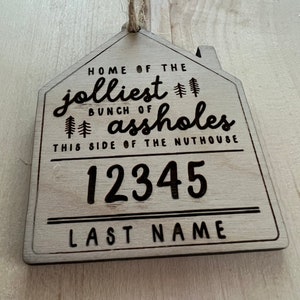 HOME OF THE
jolliest
BUNCH OF
assholes
THIS SIDE OF THE NUTHOUSE
12345
LAST NAME